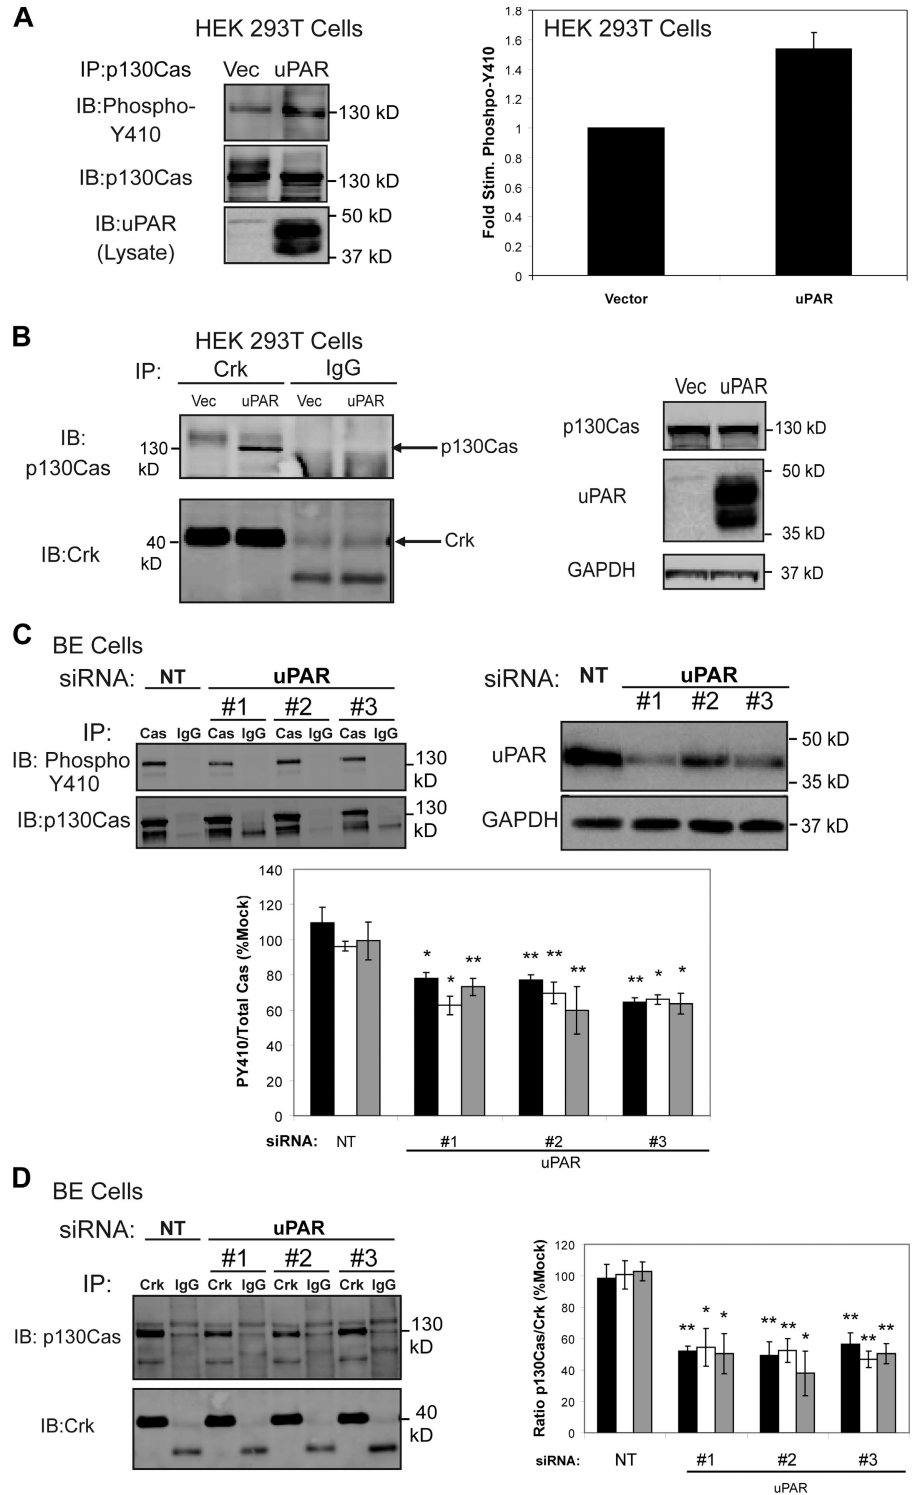 A
HEK 293T Cells
IP:p130Cas Vec uPAR
IB:Phospho-
Y410
130 kD
IB:p130Cas
130 kD
IB:uPAR
(Lysate)
50 kD
37 kD
HEK 293T Cells
Fold Stim. Phoshpo-Y410
1.8
1.6
1.4
1.2
1
0.8
0.6
0.4
0.2
0
Vector uPAR
B
HEK 293T Cells
IP: Crk IgG
Vec uPAR Vec uPAR
IB:
p130Cas
130
kD
p130Cas
IB:Crk
40
kD
Crk
Vec uPAR
p130Cas 130 kD
uPAR
50 kD
35 kD
GAPDH 37 kD
C
BE Cells
siRNA: NT uPAR
#1 #2 #3
IP: Cas IgG Cas IgG Cas IgG Cas IgG
IB: Phospho
Y410
130
kD
IB:p130Cas
130
kD
siRNA: NT uPAR
#1 #2 #3
uPAR
50 kD
35 kD
GAPDH 37 kD
PY410/Total Cas (%Mock)
140
120
100
80
60
40
20
0
* * **
** ** **
** * *
siRNA: NT #1 #2 #3
uPAR
D
BE Cells
siRNA: NT uPAR
#1 #2 #3
IP: Crk IgG Crk IgG Crk IgG Crk IgG
IB: p130Cas
130
kD
IB:Crk
40
kD
Ratio p130Cas/Crk (%Mock)
120
100
80
60
40
20
0
** * *
** ** *
** ** **
siRNA: NT #1 #2 #3
uPAR